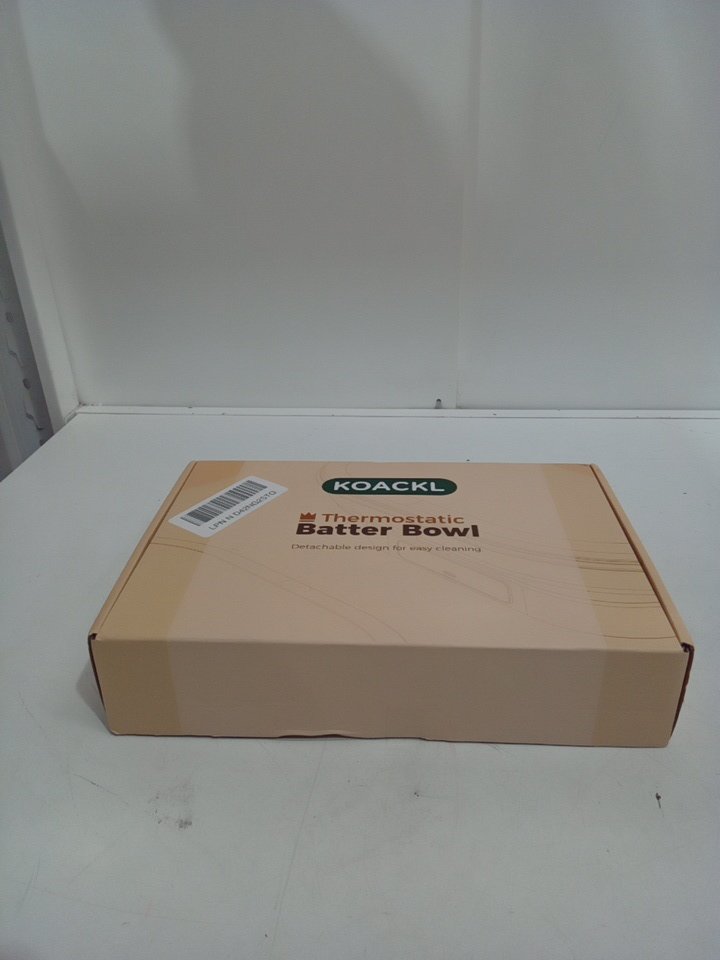 KOACKL
Thermostatic
Batter Bowl
Detachable design for easy cleaning